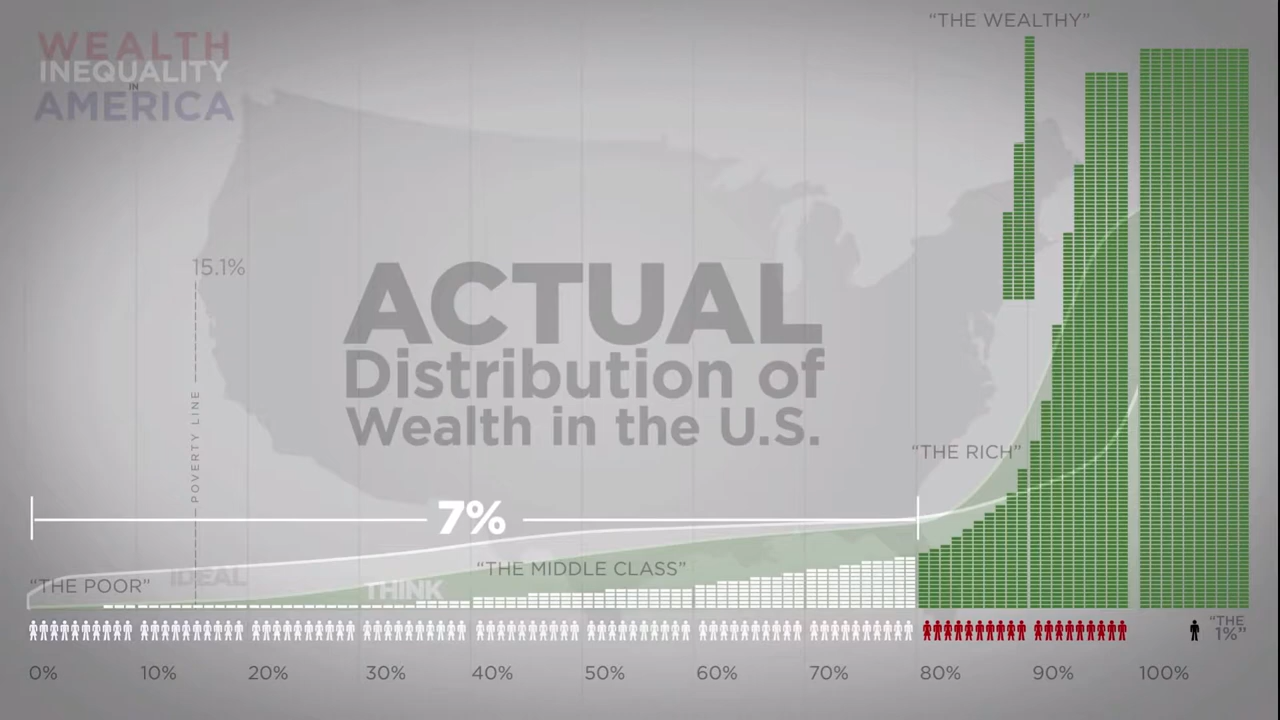 “THE WEALTHY”
WEALTH
INEQUALITY
IN
AMERICA
15.1%
ACTUAL
Distribution of
Wealth in the U.S.
POVERTY LINE
“THE RICH”
7%
“THE MIDDLE CLASS”
“THE POOR”
IDEAL
THINK
“THE
1%”
0% 10% 20% 30% 40% 50% 60% 70% 80% 90% 100%